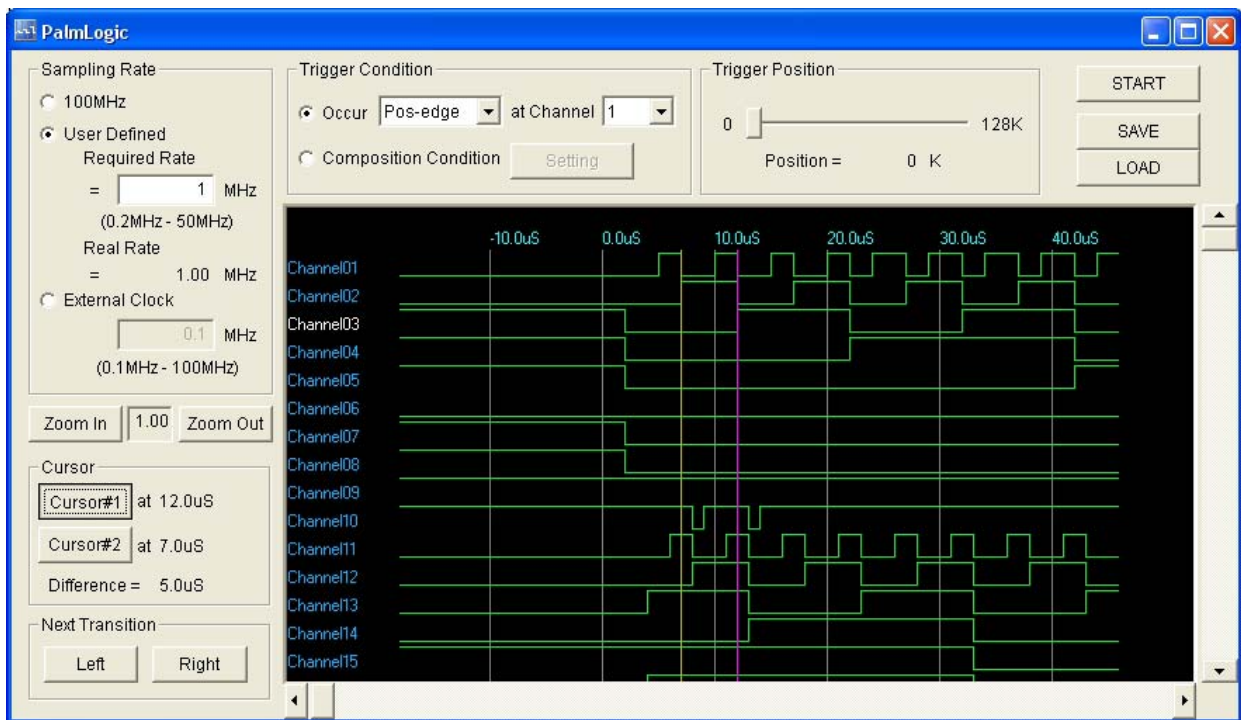 PalmLogic
Sampling Rate
100MHz
User Defined
Required Rate
= 1 MHz
(0.2MHz - 50MHz)
Real Rate
= 1.00 MHz
External Clock
0.1 MHz
(0.1MHz - 100MHz)
Zoom In 1.00 Zoom Out
Cursor
Cursor#1 at 12.0uS
Cursor#2 at 7.0uS
Difference = 5.0uS
Next Transition
Left Right
Trigger Condition
Occur Pos-edge at Channel 1
Composition Condition Setting
Trigger Position
0 128K
Position = 0 K
START
SAVE
LOAD
-10.0uS 0.0uS 10.0uS 20.0uS 30.0uS 40.0uS
Channel01
Channel02
Channel03
Channel04
Channel05
Channel06
Channel07
Channel08
Channel09
Channel10
Channel11
Channel12
Channel13
Channel14
Channel15